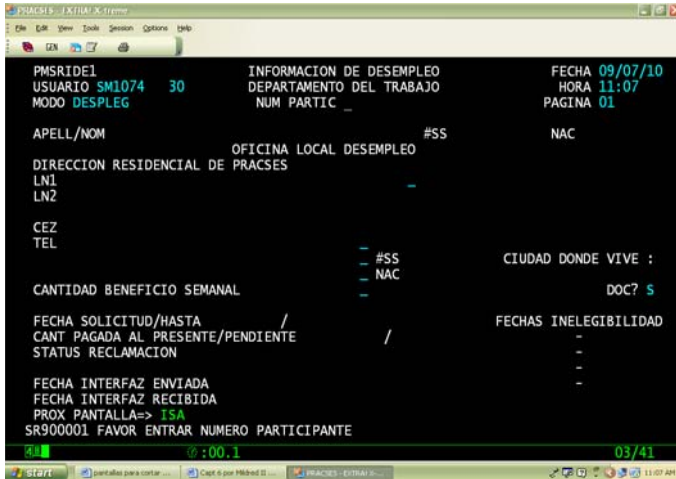 PRACSES - EXTRA! X-treme
File Edit View Tools Session Options Help
GEN
PMSRIDE1 INFORMACION DE DESEMPLEO FECHA 09/07/10
USUARIO SM1074 30 DEPARTAMENTO DEL TRABAJO HORA 11:07
MODO DESPLEG NUM PARTIC _ PAGINA 01
APELL/NOM #SS NAC
OFICINA LOCAL DESEMPLEO
DIRECCION RESIDENCIAL DE PRACSES
LN1 _
LN2
CEZ
TEL _
_ #SS CIUDAD DONDE VIVE :
_ NAC
CANTIDAD BENEFICIO SEMANAL _ DOC? S
FECHA SOLICITUD/HASTA / FECHAS INELEGIBILIDAD
CANT PAGADA AL PRESENTE/PENDIENTE / -
STATUS RECLAMACION -
-
FECHA INTERFAZ ENVIADA -
FECHA INTERFAZ RECIBIDA
PROX PANTALLA=> ISA
SR900001 FAVOR ENTRAR NUMERO PARTICIPANTE
:00.1 03/41
start pantallas para cortar ... Capt 6 por Mildred II ... PRACSES - EXTRA! X-... 11:07 AM